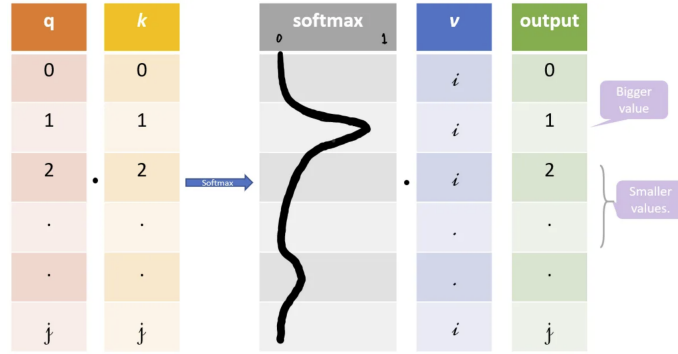 q k softmax v output
0 1
0 0 i 0
Bigger
value
1 1 i 1
2 . 2 Softmax . i 2
Smaller
values.
. . . .
. . . .
j j i j